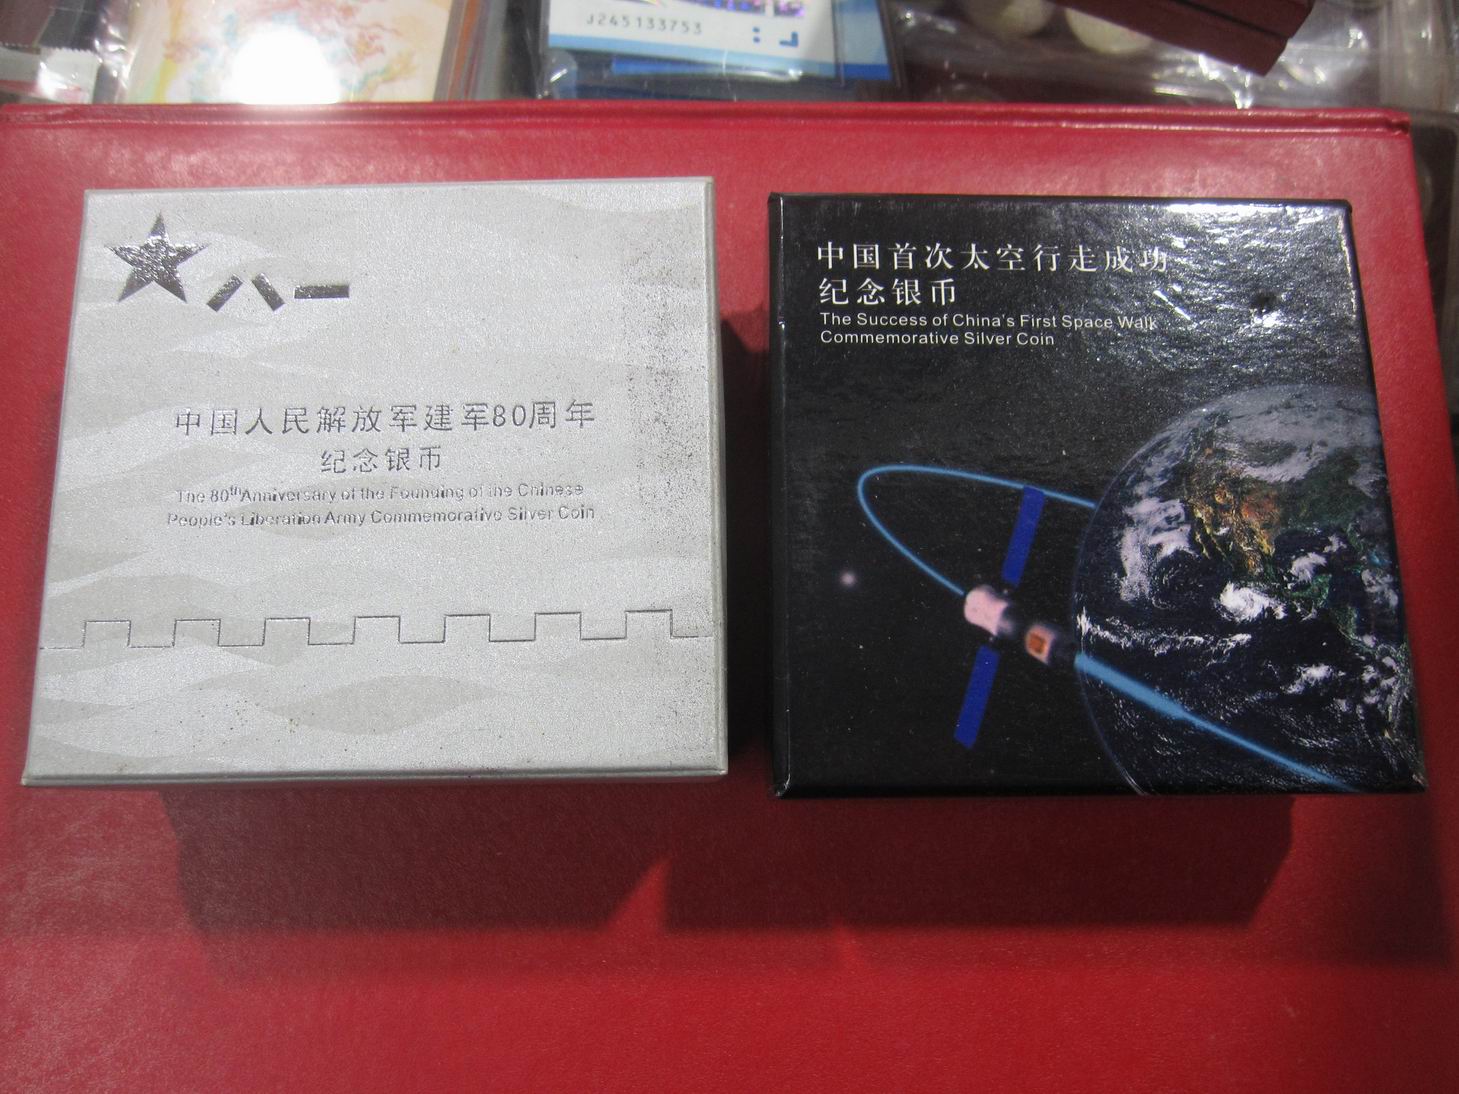 J245133753
八一
中国人民解放军建军80周年
纪念银币
The 80th Anniversary of the Founding of the Chinese
People's Liberation Army Commemorative Silver Coin
中国首次太空行走成功
纪念银币
The Success of China's First Space Walk
Commemorative Silver Coin